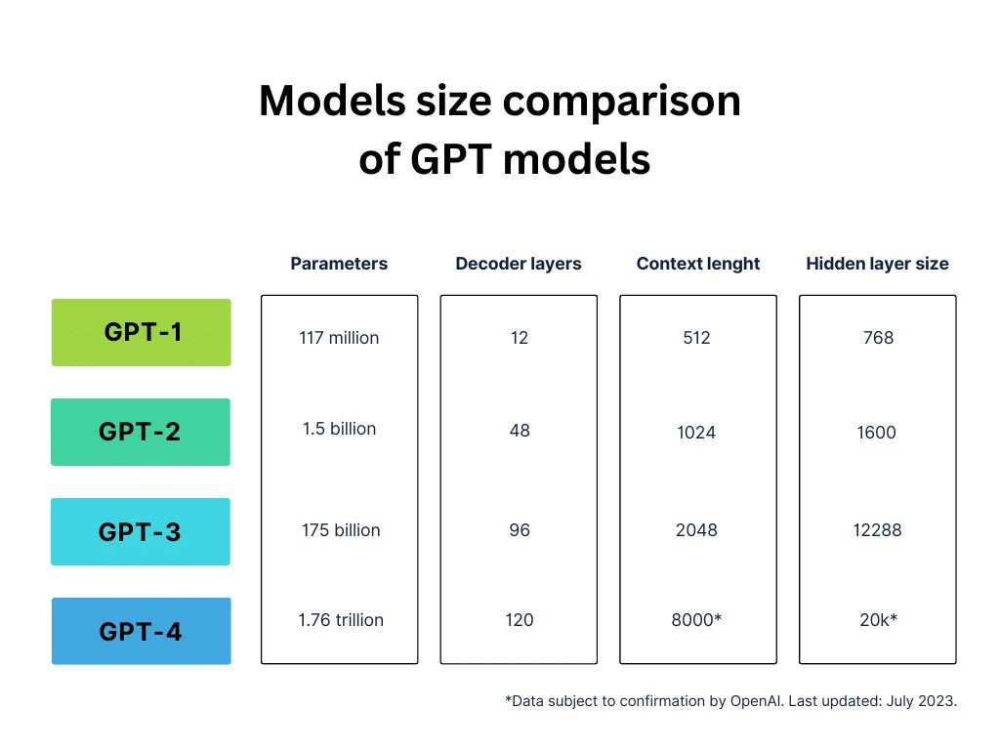 Models size comparison
of GPT models
Parameters Decoder layers Context lenght Hidden layer size
GPT-1 117 million 12 512 768
GPT-2 1.5 billion 48 1024 1600
GPT-3 175 billion 96 2048 12288
GPT-4 1.76 trillion 120 8000* 20k*
*Data subject to confirmation by OpenAI. Last updated: July 2023.